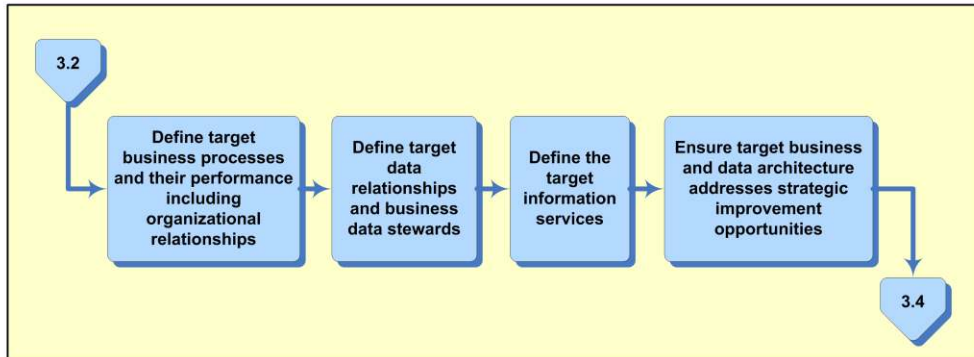 3.2
Define target
business processes
and their performance
including
organizational
relationships
Define target
data
relationships
and business
data stewards
Define the
target
information
services
Ensure target business
and data architecture
addresses strategic
improvement
opportunities
3.4